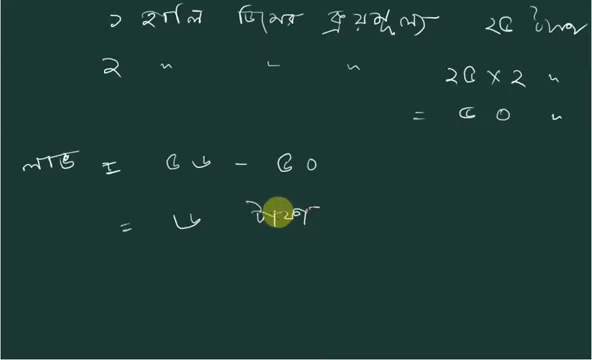 ১ হালি ডিমের ক্রয়মূল্য ২৫ টাকা
২ " " " ২৫ × ২ "
= ৫০ "
লাভ = ৫৬ - ৫০
= ৬ টাকা